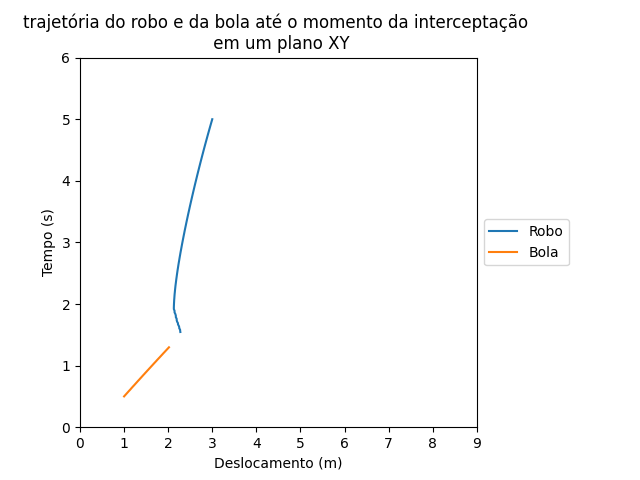 trajetória do robo e da bola até o momento da interceptação
em um plano XY
6
5
4
3
2
1
0
Tempo (s)
0 1 2 3 4 5 6 7 8 9
Deslocamento (m)
Robo
Bola